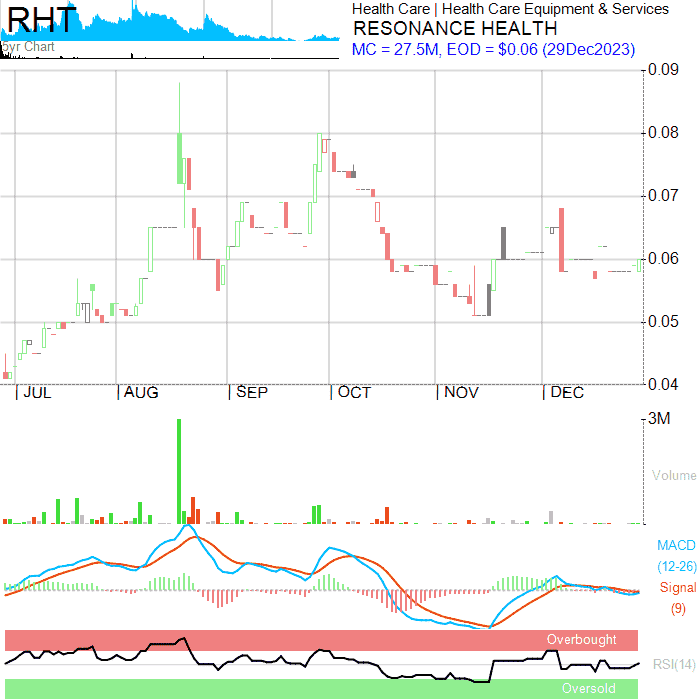 RHT
5yr Chart
Health Care | Health Care Equipment & Services
RESONANCE HEALTH
MC = 27.5M, EOD = $0.06 (29Dec2023)
0.09
0.08
0.07
0.06
0.05
0.04
JUL
AUG
SEP
OCT
NOV
DEC
3M
Volume
MACD
(12-26)
Signal
(9)
Overbought
RSI(14)
Oversold